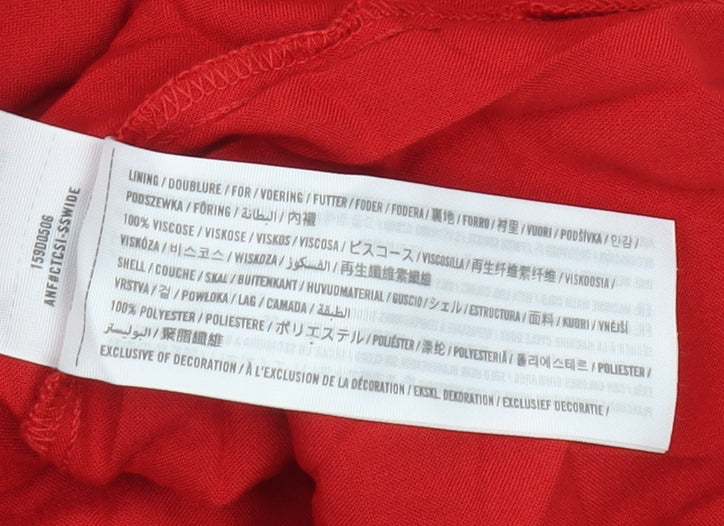 159D0506
ANF#CTCSI-SSWIDE
LINING / DOUBLURE / FOR / VOERING / FUTTER / FODER / FODERA / 裏地 / FORRO / 衬里 / VUORI / PODŠÍVKA / 안감 /
PODSZEWKA / FÔRING / البطانة / 內襯
100% VISCOSE / VISKOSE / VISKOS / VISCOSA / ビスコース / VISCOSILLA / 再生纤维素纤维 / VISKOOSIA /
VISKÓZA / 비스코스 / WISKOZA / الفسكوز / 再生纖維素纖維
SHELL / COUCHE / SKAL / BUITENKANT / HUVUDMATERIAL / GUSCIO / シェル / ESTRUCTURA / 面料 / KUORI / VNĚJŠÍ
VRSTVA / 겉 / POWŁOKA / LAG / CAMADA / الطبقة /
100% POLYESTER / POLIESTERE / ポリエステル / POLIÉSTER / 涤纶 / POLYESTERIÄ / 폴리에스테르 / POLIESTER /
البوليستر / 聚脂纖維
EXCLUSIVE OF DECORATION / À L'EXCLUSION DE LA DÉCORATION / EKSKL. DEKORATION / EXCLUSIEF DECORATIE /